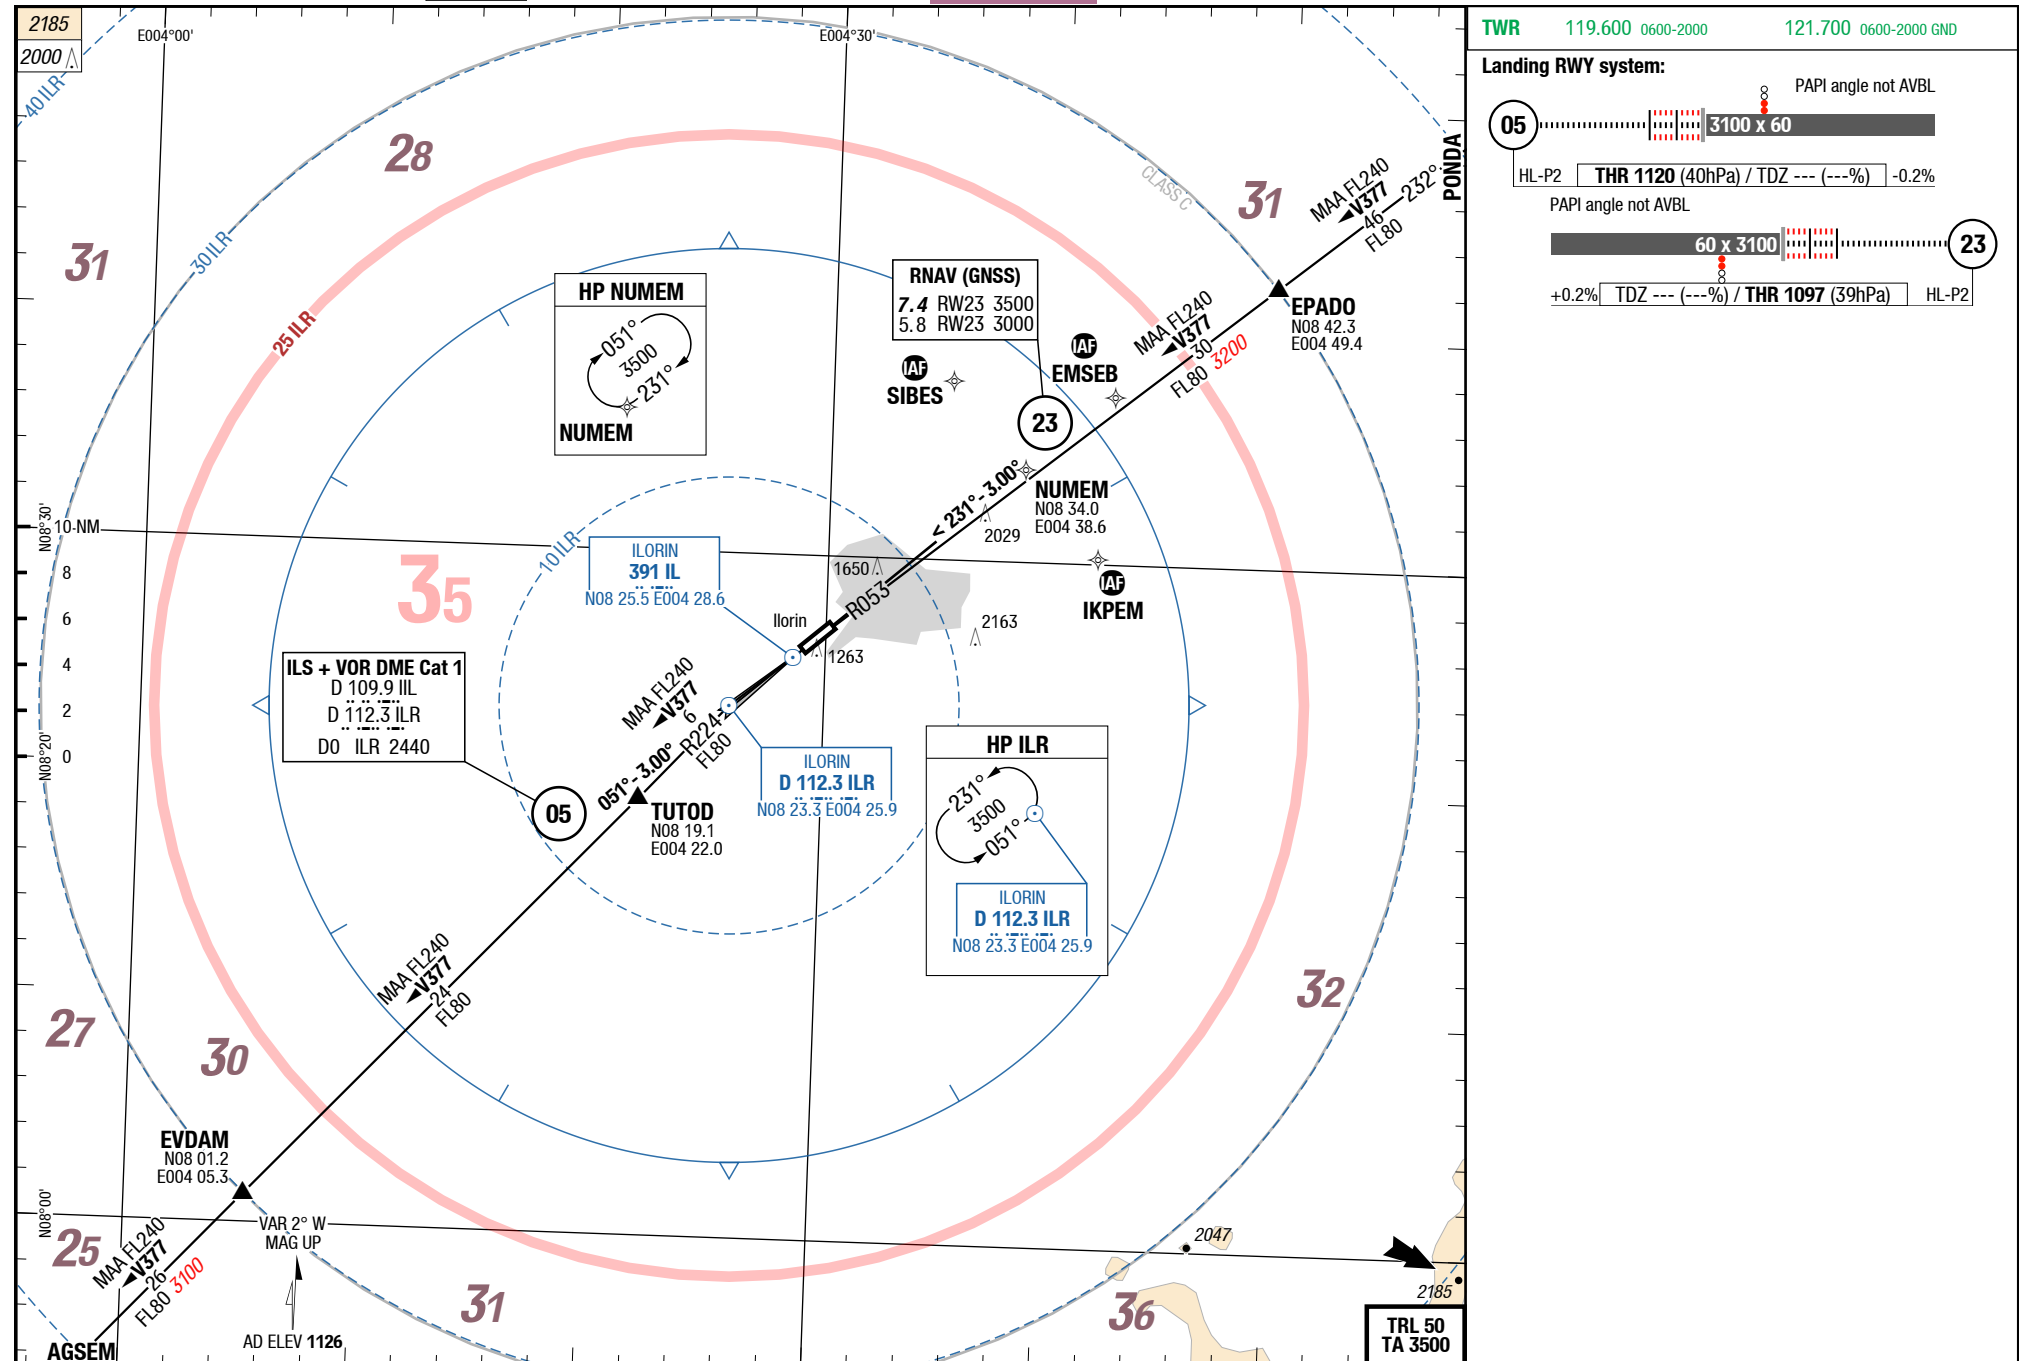 2185
2000
E004°00'
E004°30'
40 ILR
30 ILR
25 ILR
10 ILR
CLASS C
28
31
31
35
27
30
25
31
36
32
HP NUMEM
051°
3500
231°
NUMEM
RNAV (GNSS)
7.4 RW23 3500
5.8 RW23 3000
IAF
SIBES
IAF
EMSEB
23
MAA FL240
V377
46
FL80
232°
PONDA
MAA FL240
V377
30
FL80 3200
EPADO
N08 42.3
E004 49.4
< 231° - 3.00°
NUMEM
N08 34.0
E004 38.6
2029
1650
R053
IAF
IKPEM
2163
1263
Ilorin
N08°30'
10 NM
8
6
4
2
0
N08°20'
ILORIN
391 IL
N08 25.5 E004 28.6
ILS + VOR DME Cat 1
D 109.9 IIL
D 112.3 ILR
D0 ILR 2440
05
051° - 3.00°
MAA FL240
V377
6
R224
FL80
ILORIN
D 112.3 ILR
N08 23.3 E004 25.9
TUTOD
N08 19.1
E004 22.0
HP ILR
231°
3500
051°
ILORIN
D 112.3 ILR
N08 23.3 E004 25.9
MAA FL240
V377
24
FL80
EVDAM
N08 01.2
E004 05.3
N08°00'
VAR 2° W
MAG UP
MAA FL240
V377
26
FL80 3100
AGSEM
AD ELEV 1126
2047
2185
TRL 50
TA 3500
TWR 119.600 0600-2000 121.700 0600-2000 GND
Landing RWY system:
PAPI angle not AVBL
05
3100 x 60
HL-P2 THR 1120 (40hPa) / TDZ --- (---%) -0.2%
PAPI angle not AVBL
60 x 3100
23
+0.2% TDZ --- (---%) / THR 1097 (39hPa) HL-P2